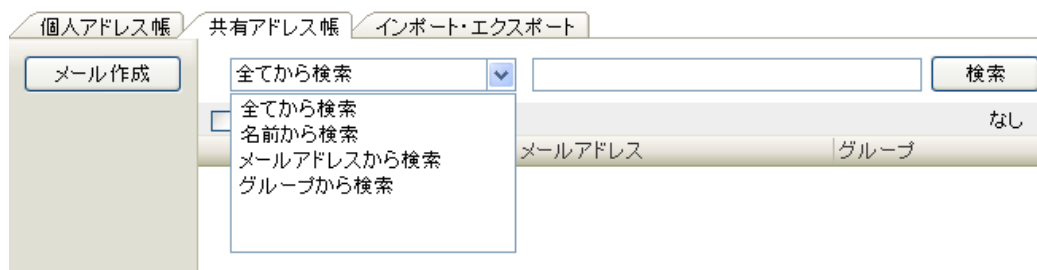 個人アドレス帳 共有アドレス帳 インポート・エクスポート
メール作成 全てから検索 検索
全てから検索 なし
名前から検索
メールアドレスから検索 メールアドレス グループ
グループから検索